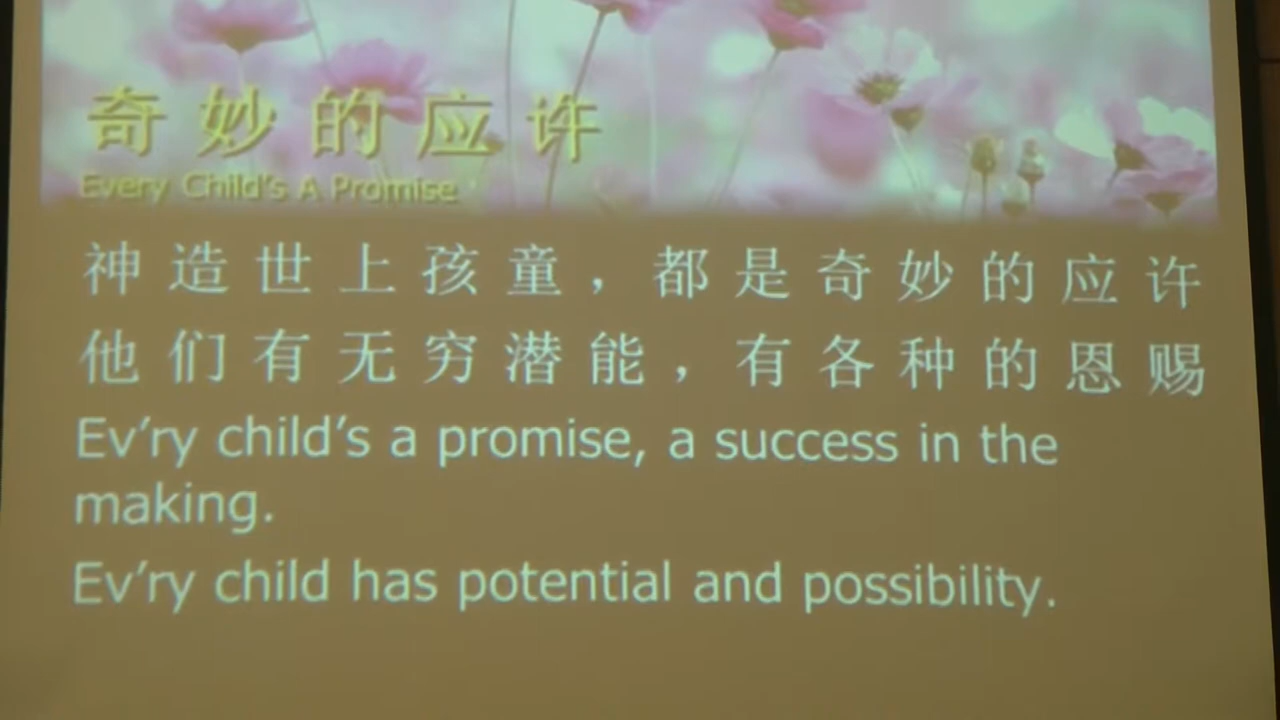 奇妙的应许
Every Child's A Promise
神造世上孩童，都是奇妙的应许
他们有无穷潜能，有各种的恩赐
Ev'ry child's a promise, a success in the
making.
Ev'ry child has potential and possibility.